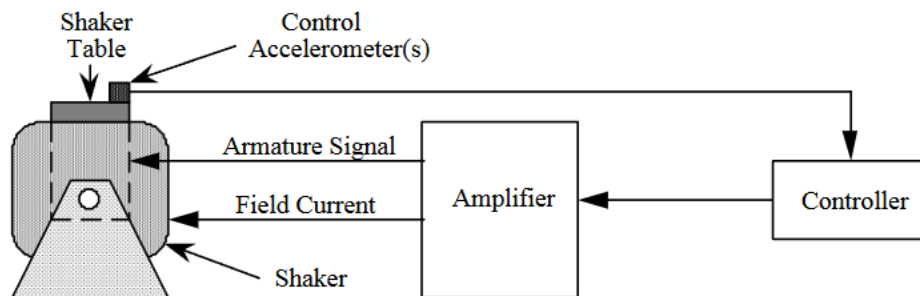 Shaker
Table
Control
Accelerometer(s)
Armature Signal
Field Current
Amplifier
Controller
Shaker